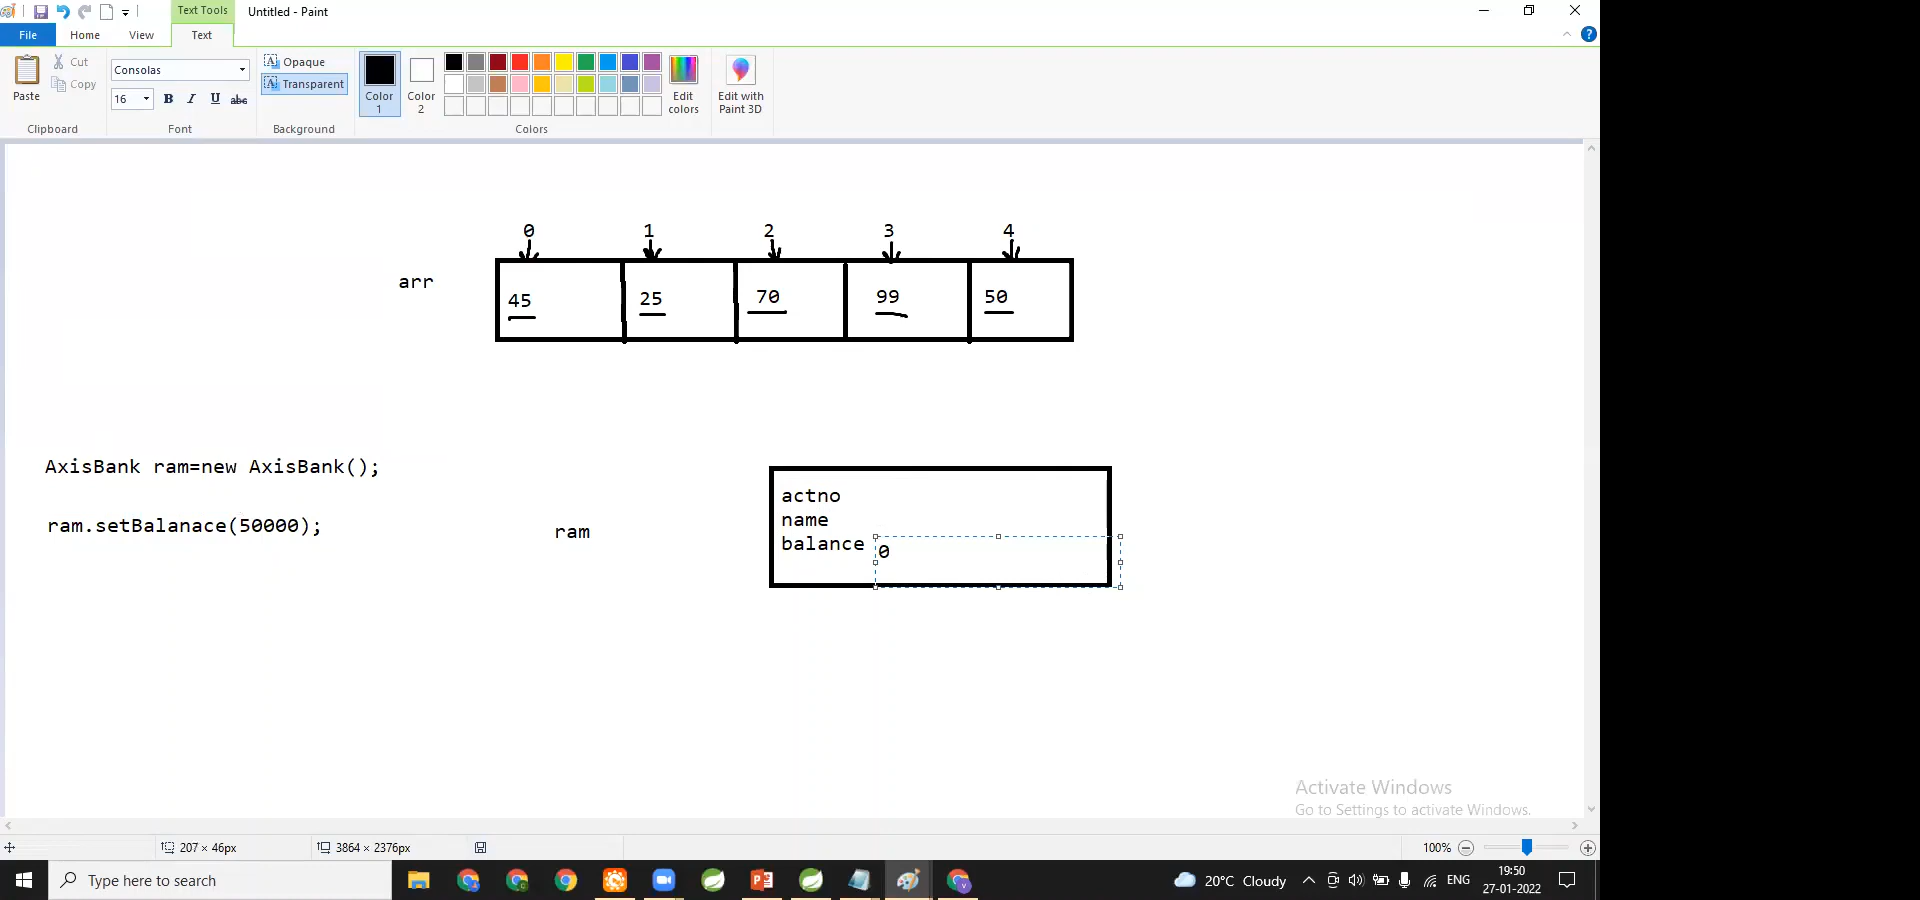 Text Tools
Untitled - Paint
File
Home
View
Text
Paste
Cut
Copy
Clipboard
Consolas
16
B
I
U
abc
Font
Opaque
Transparent
Background
Color 1
Color 2
Edit colors
Colors
Edit with Paint 3D
0 1 2 3 4
arr
45 25 70 99 50
AxisBank ram=new AxisBank();
ram.setBalanace(50000);
ram
actno
name
balance 0
Activate Windows
Go to Settings to activate Windows.
207 × 46px
3864 × 2376px
100%
Type here to search
20°C Cloudy
ENG
19:50
27-01-2022